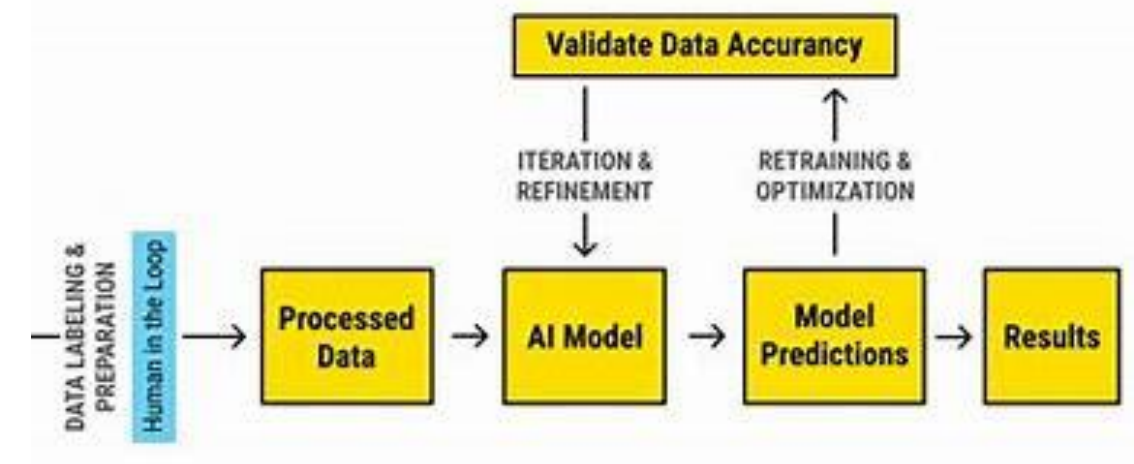 Validate Data Accurancy
ITERATION &
REFINEMENT
RETRAINING &
OPTIMIZATION
DATA LABELING &
PREPARATION
Human in the Loop
Processed
Data
AI Model
Model
Predictions
Results